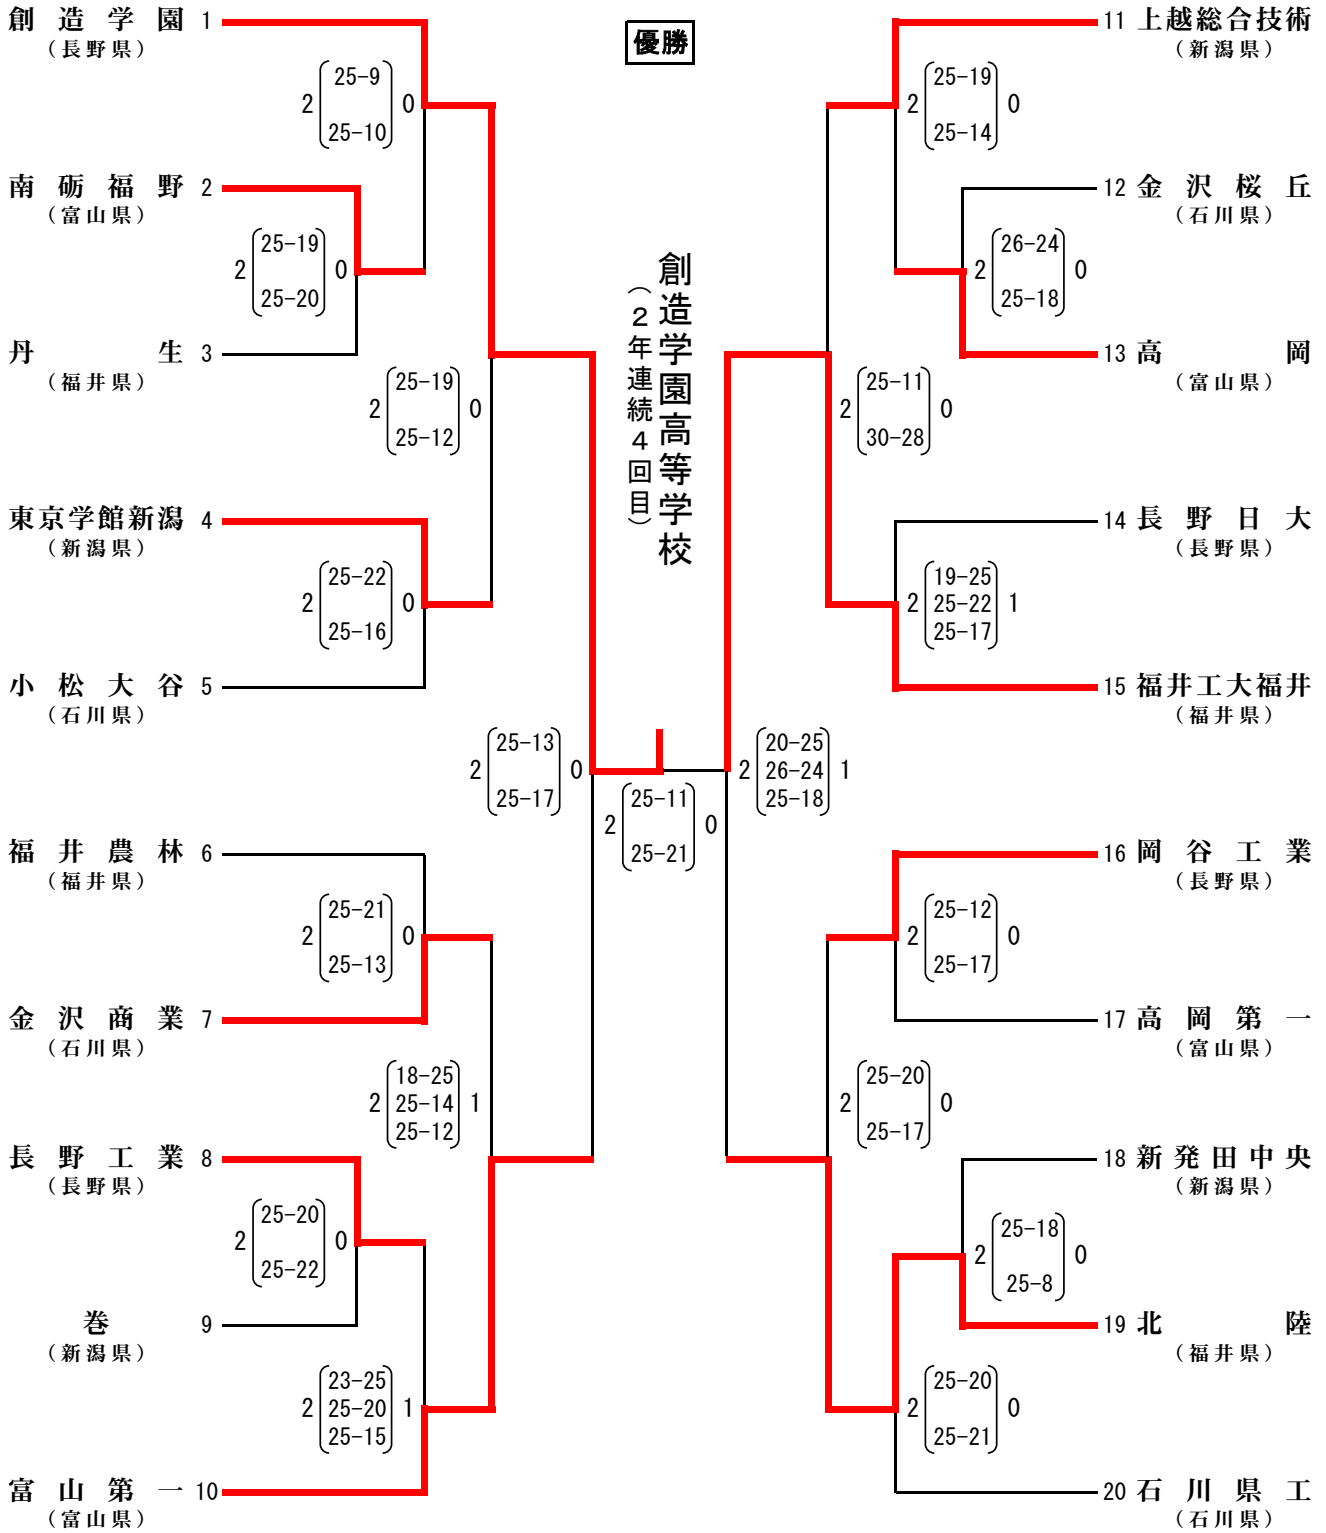 創造学園 1
（長野県）
2 25-9 0
25-10
南砺福野 2
（富山県）
2 25-19 0
25-20
丹生 3
（福井県）
2 25-19 0
25-12
東京学館新潟 4
（新潟県）
2 25-22 0
25-16
小松大谷 5
（石川県）
2 25-13 0
25-17
福井農林 6
（福井県）
2 25-21 0
25-13
金沢商業 7
（石川県）
2 18-25 1
25-14
25-12
長野工業 8
（長野県）
2 25-20 0
25-22
巻 9
（新潟県）
2 23-25 1
25-20
25-15
富山第一 10
（富山県）
優勝
創造学園高等学校
（２年連続４回目）
2 25-11 0
25-21
11 上越総合技術
（新潟県）
2 25-19 0
25-14
12 金沢桜丘
（石川県）
2 26-24 0
25-18
13 高岡
（富山県）
2 25-11 0
30-28
14 長野日大
（長野県）
2 19-25 1
25-22
25-17
15 福井工大福井
（福井県）
2 20-25 1
26-24
25-18
16 岡谷工業
（長野県）
2 25-12 0
25-17
17 高岡第一
（富山県）
2 25-20 0
25-17
18 新発田中央
（新潟県）
2 25-18 0
25-8
19 北陸
（福井県）
2 25-20 0
25-21
20 石川県工
（石川県）